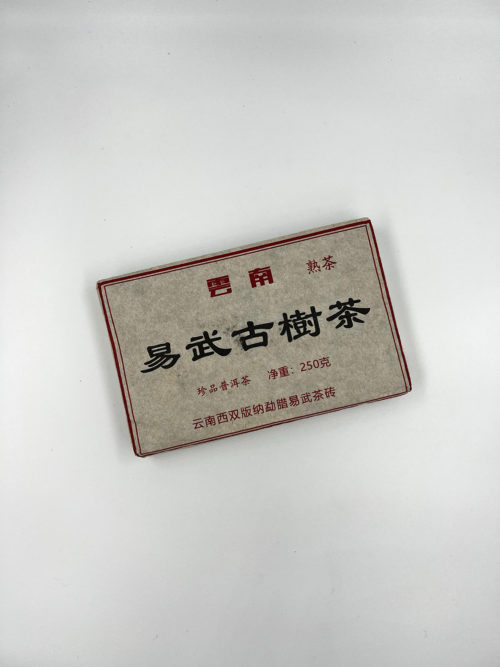 雲南 熟茶
易武古樹茶
珍品普洱茶 净重：250克
云南西双版纳勐腊易武茶砖